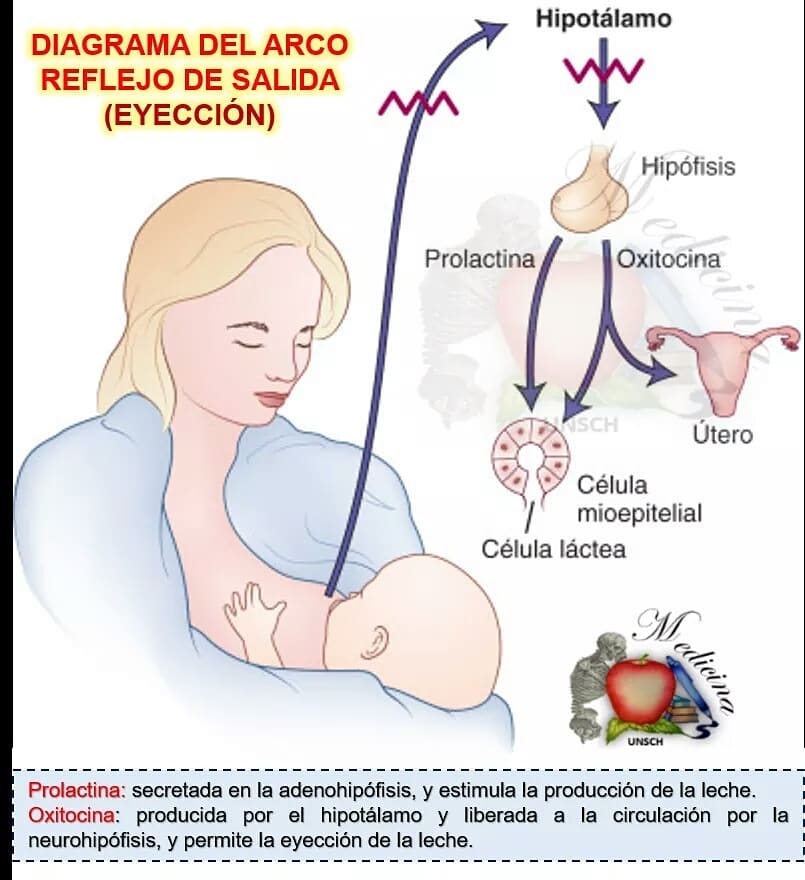 DIAGRAMA DEL ARCO
REFLEJO DE SALIDA
(EYECCIÓN)
Hipotálamo
Hipófisis
Prolactina
Oxitocina
Medicina
UNSCH
Útero
Célula
mioepitelial
Célula láctea
Medicina
UNSCH
Prolactina: secretada en la adenohipófisis, y estimula la producción de la leche.
Oxitocina: producida por el hipotálamo y liberada a la circulación por la
neurohipófisis, y permite la eyección de la leche.